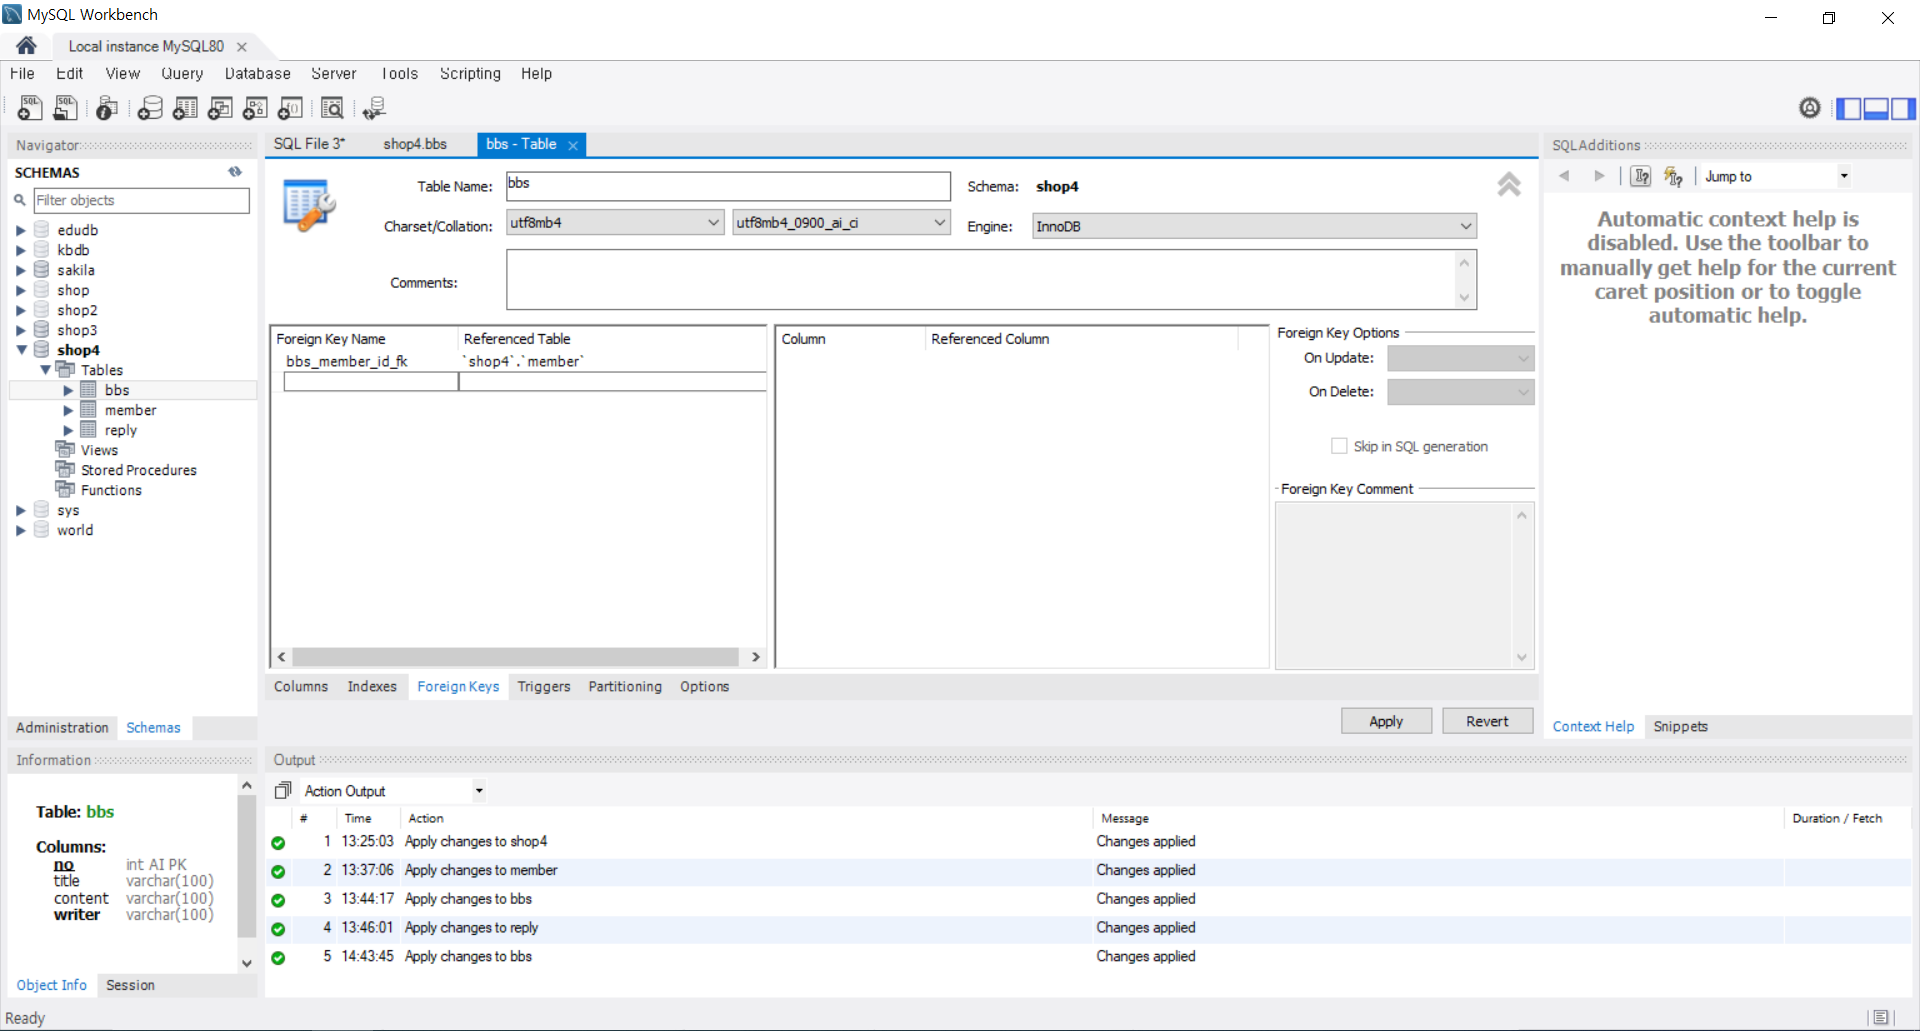 MySQL Workbench
Local instance MySQL80
File Edit View Query Database Server Tools Scripting Help
Navigator
SCHEMAS
Filter objects
edudb
kbdb
sakila
shop
shop2
shop3
shop4
Tables
bbs
member
reply
Views
Stored Procedures
Functions
sys
world
Administration Schemas
SQL File 3* shop4.bbs bbs - Table
Table Name: bbs Schema: shop4
Charset/Collation: utf8mb4 utf8mb4_0900_ai_ci Engine: InnoDB
Comments:
Foreign Key Name Referenced Table
bbs_member_id_fk `shop4`.`member`
Column Referenced Column
Foreign Key Options
On Update:
On Delete:
Skip in SQL generation
Foreign Key Comment
Columns Indexes Foreign Keys Triggers Partitioning Options
Apply Revert
SQLAdditions
Jump to
Automatic context help is
disabled. Use the toolbar to
manually get help for the current
caret position or to toggle
automatic help.
Context Help Snippets
Information
Table: bbs
Columns:
no int AI PK
title varchar(100)
content varchar(100)
writer varchar(100)
Object Info Session
Output
Action Output
# Time Action Message Duration / Fetch
1 13:25:03 Apply changes to shop4 Changes applied
2 13:37:06 Apply changes to member Changes applied
3 13:44:17 Apply changes to bbs Changes applied
4 13:46:01 Apply changes to reply Changes applied
5 14:43:45 Apply changes to bbs Changes applied
Ready